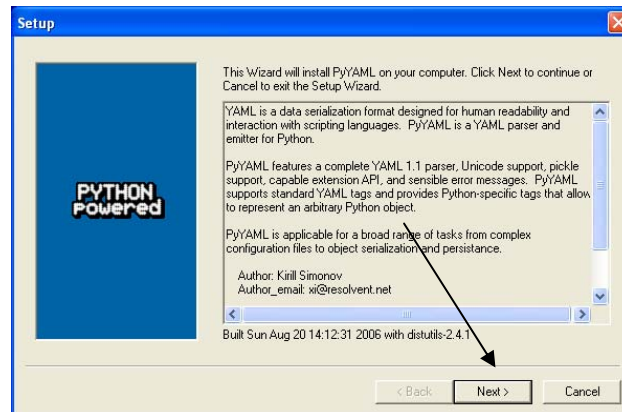 Setup
This Wizard will install PyYAML on your computer. Click Next to continue or
Cancel to exit the Setup Wizard.
YAML is a data serialization format designed for human readability and
interaction with scripting languages.  PyYAML is a YAML parser and
emitter for Python.
PyYAML features a complete YAML 1.1 parser, Unicode support, pickle
support, capable extension API, and sensible error messages.  PyYAML
supports standard YAML tags and provides Python-specific tags that allow
to represent an arbitrary Python object.
PyYAML is applicable for a broad range of tasks from complex
configuration files to object serialization and persistance.
Author: Kirill Simonov
Author_email: xi@resolvent.net
PYTHON
Powered
Built Sun Aug 20 14:12:31 2006 with distutils-2.4.1
< Back
Next >
Cancel